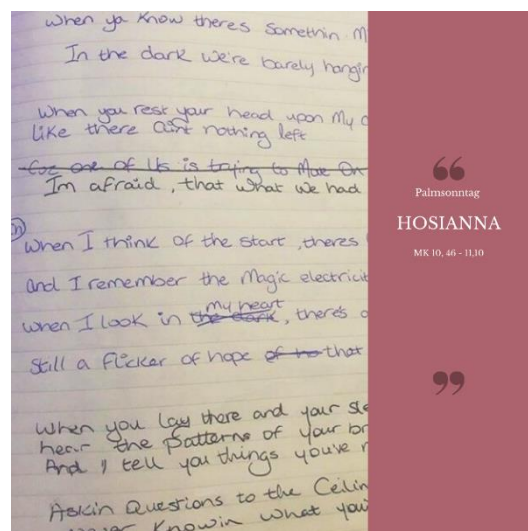 When ya know theres somethin M
In the dark we're barely hangin
When you rest your head upon My c
Like there aint nothing left
Cuz one of Us is trying to Move On
Im afraid, that what we had
When I think of the start, theres
and I remember the Magic electricit
my heart
when I look in the dark, there's a
Still a flicker of hope of ho that
When you lay there and your sle
hear the Patterns of your br
And I tell you things you've n
Askin Questions to the Ceilin
Never Knowin what you
“
Palmsonntag
HOSIANNA
MK 10, 46 - 11,10
”